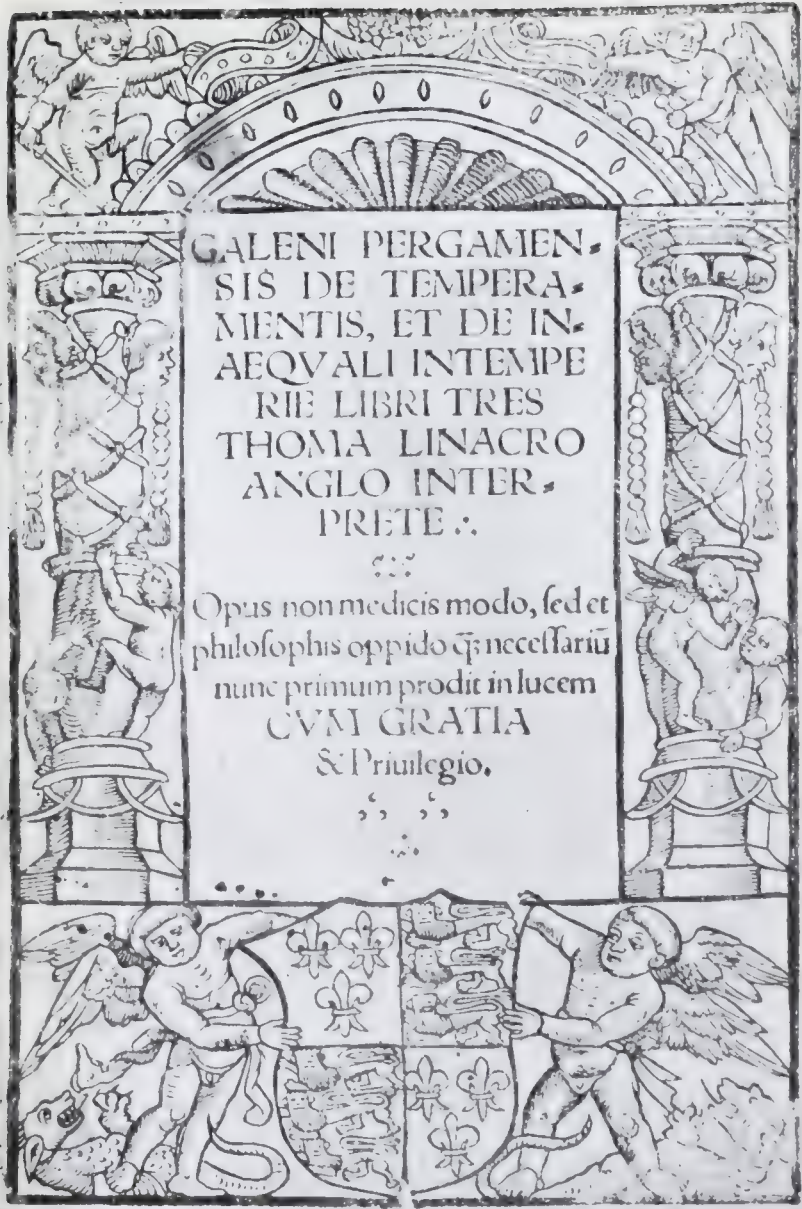 GALENI PERGAMEN⸗
SIS DE TEMPERA⸗
MENTIS, ET DE IN⸗
AEQVALI INTEMPE
RIE LIBRI TRES
THOMA LINACRO
ANGLO INTER⸗
PRETE ∴
Opus non medicis modo, ſed et
philoſophis oppido q̃; neceſſariū
nunc primum prodit in lucem
CVM GRATIA
& Priuilegio.